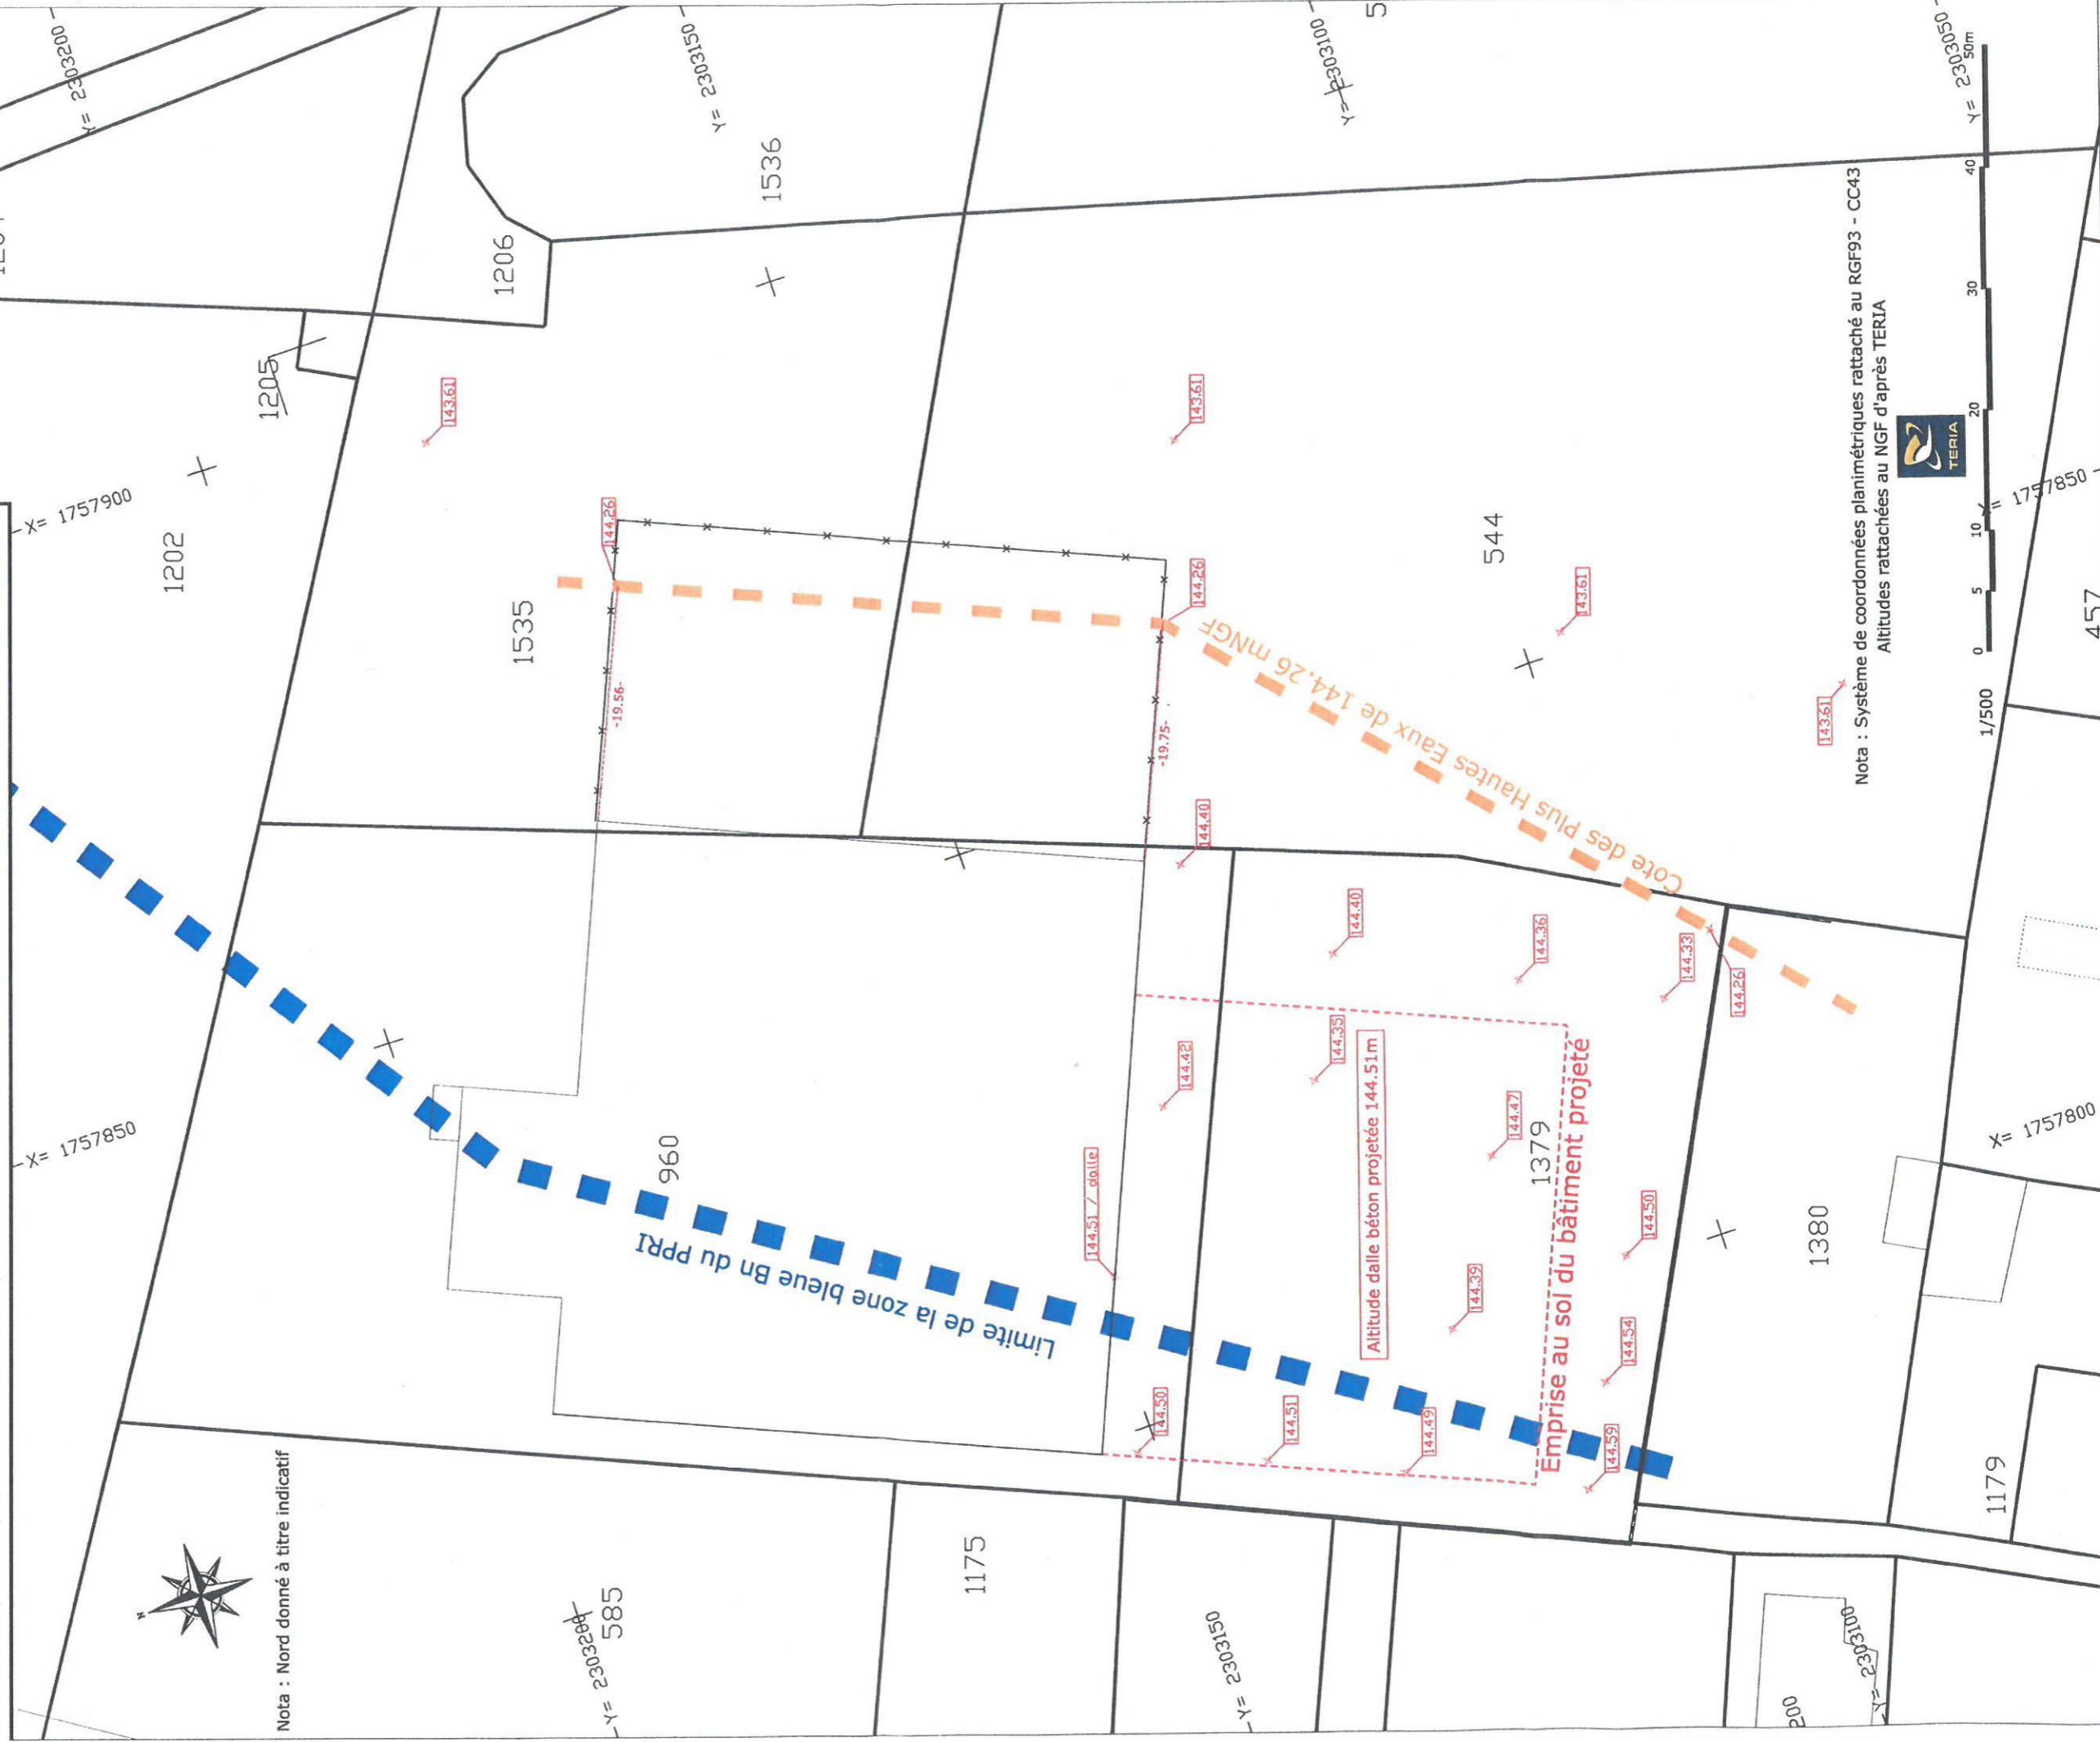 Y= 2303200
Y= 2303150
Y= 2303100
Y= 2303050
5
1536
1206
1205
1202
X= 1757900
143.61
143.61
144.26
1535
-19.56-
144.26
-19.75-
544
143.61
143.61
Cote des Plus Hautes Eaux de 144.26 mNGF
Nota : Système de coordonnées planimétriques rattaché au RGF93 - CC43
Altitudes rattachées au NGF d'après TERIA
TERIA
1/500
0
5
10
20
30
40
50m
X= 1757850
457
144.40
144.40
144.36
144.33
144.26
144.35
144.42
Altitude dalle béton projetée 144.51m
144.47
1379
Emprise au sol du bâtiment projeté
144.51 / dalle
960
Limite de la zone bleue Bn du PPRI
X= 1757850
144.39
144.50
144.54
144.50
144.51
144.49
144.59
1380
X= 1757800
1179
N
Nota : Nord donné à titre indicatif
585
1175
Y= 2303200
Y= 2303150
Y= 2303100
200